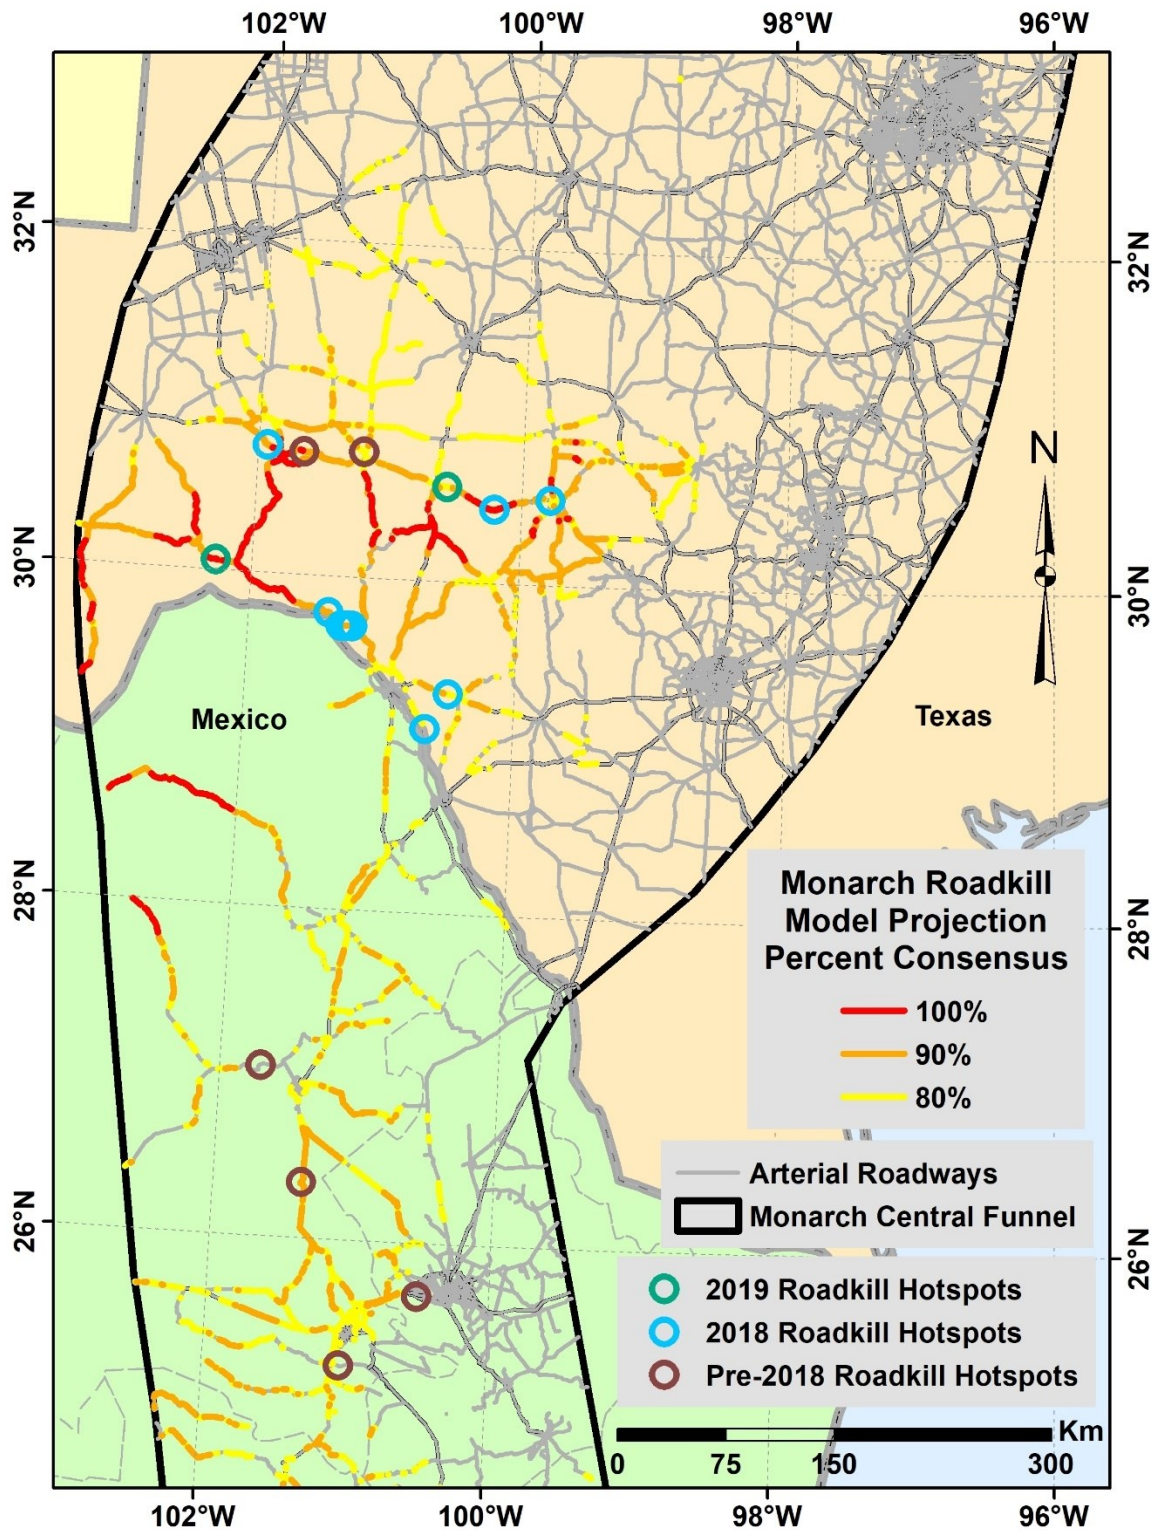 102°W 100°W 98°W 96°W
32°N
32°N
N
30°N
30°N
Mexico
Texas
28°N
28°N
Monarch Roadkill
Model Projection
Percent Consensus
100%
90%
80%
Arterial Roadways
Monarch Central Funnel
26°N
26°N
2019 Roadkill Hotspots
2018 Roadkill Hotspots
Pre-2018 Roadkill Hotspots
Km
0 75 150 300
102°W 100°W 98°W 96°W